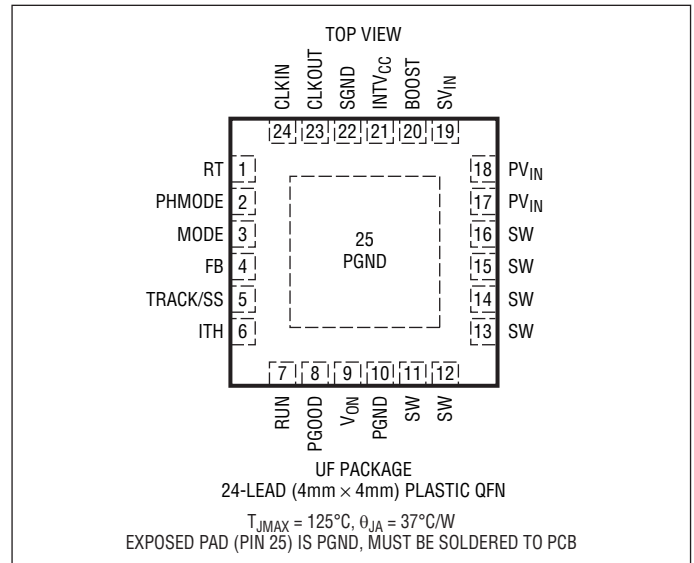 TOP VIEW
CLKIN
CLKOUT
SGND
INTVCC
BOOST
SVIN
24 23 22 21 20 19
RT 1
PHMODE 2
MODE 3
FB 4
TRACK/SS 5
ITH 6
25
PGND
18 PVIN
17 PVIN
16 SW
15 SW
14 SW
13 SW
7 8 9 10 11 12
RUN
PGOOD
VON
PGND
SW
SW
UF PACKAGE
24-LEAD (4mm × 4mm) PLASTIC QFN
TJMAX = 125°C, θJA = 37°C/W
EXPOSED PAD (PIN 25) IS PGND, MUST BE SOLDERED TO PCB